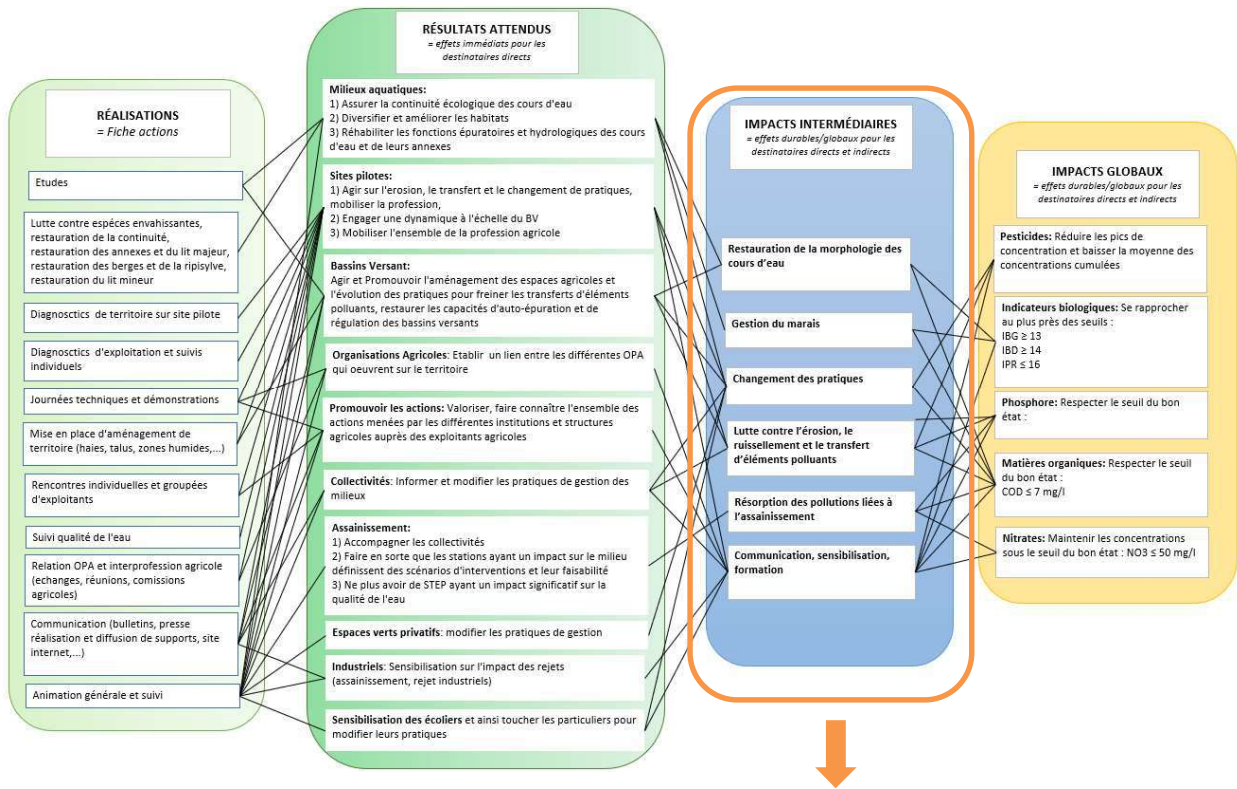 RÉALISATIONS
= Fiche actions
Etudes
Lutte contre espéces envahissantes,
restauration de la continuité,
restauration des annexes et du lit majeur,
restauration des berges et de la ripisylve,
restauration du lit mineur
Diagnosctics de territoire sur site pilote
Diagnosctics d'exploitation et suivis
individuels
Journées techniques et démonstrations
Mise en place d'aménagement de
territoire (haies, talus, zones humides,...)
Rencontres individuelles et groupées
d'exploitants
Suivi qualité de l'eau
Relation OPA et interprofession agricole
(echanges, réunions, comissions
agricoles)
Communication (bulletins, presse
réalisation et diffusion de supports, site
internet,...)
Animation générale et suivi
RÉSULTATS ATTENDUS
= effets immédiats pour les
destinataires directs
Milieux aquatiques:
1) Assurer la continuité écologique des cours d'eau
2) Diversifier et améliorer les habitats
3) Réhabiliter les fonctions épuratoires et hydrologiques des cours
d'eau et de leurs annexes
Sites pilotes:
1) Agir sur l'erosion, le transfert et le changement de pratiques,
mobiliser la profession,
2) Engager une dynamique à l'échelle du BV
3) Mobiliser l'ensemble de la profession agricole
Bassins Versant:
Agir et Promouvoir l'aménagement des espaces agricoles et
l'évolution des pratiques pour freiner les transferts d'éléments
polluants, restaurer les capacités d'auto-épuration et de
régulation des bassins versants
Organisations Agricoles: Etablir un lien entre les différentes OPA
qui oeuvrent sur le territoire
Promouvoir les actions: Valoriser, faire connaître l'ensemble des
actions menées par les différentes institutions et structures
agricoles auprès des exploitants agricoles
Collectivités: Informer et modifier les pratiques de gestion des
milieux
Assainissement:
1) Accompagner les collectivités
2) Faire en sorte que les stations ayant un impact sur le milieu
définissent des scénarios d'interventions et leur faisabilité
3) Ne plus avoir de STEP ayant un impact significatif sur la
qualité de l'eau
Espaces verts privatifs: modifier les pratiques de gestion
Industriels: Sensibilisation sur l'impact des rejets
(assainissement, rejet industriels)
Sensibilisation des écoliers et ainsi toucher les particuliers pour
modifier leurs pratiques
IMPACTS INTERMÉDIAIRES
= effets durables/globaux pour les
destinataires directs et indirects
Restauration de la morphologie des
cours d'eau
Gestion du marais
Changement des pratiques
Lutte contre l'érosion, le
ruissellement et le transfert
d'éléments polluants
Résorption des pollutions liées à
l'assainissement
Communication, sensibilisation,
formation
IMPACTS GLOBAUX
= effets durables/globaux pour les
destinataires directs et indirects
Pesticides: Réduire les pics de
concentration et baisser la moyenne des
concentrations cumulées
Indicateurs biologiques: Se rapprocher
au plus près des seuils :
IBG ≥ 13
IBD ≥ 14
IPR ≤ 16
Phosphore: Respecter le seuil du bon
état :
Matières organiques: Respecter le seuil
du bon état :
COD ≤ 7 mg/l
Nitrates: Maintenir les concentrations
sous le seuil du bon état : NO3 ≤ 50 mg/l